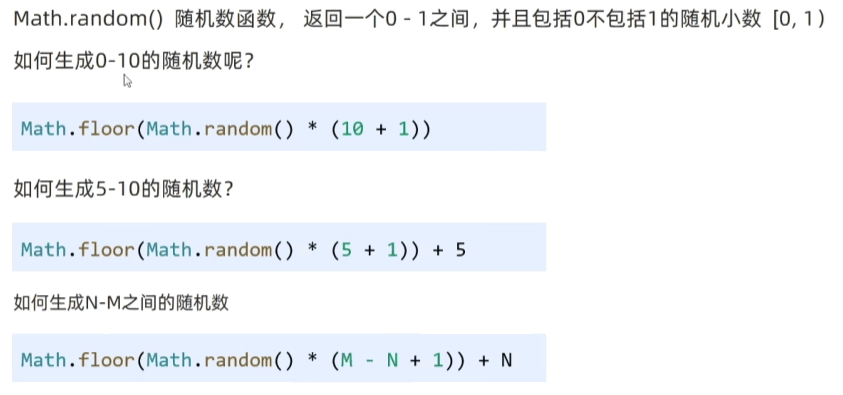 Math.random() 随机数函数， 返回一个0 - 1之间，并且包括0不包括1的随机小数 [0, 1）
如何生成0-10的随机数呢？
Math.floor(Math.random() * (10 + 1))
如何生成5-10的随机数？
Math.floor(Math.random() * (5 + 1)) + 5
如何生成N-M之间的随机数
Math.floor(Math.random() * (M - N + 1)) + N